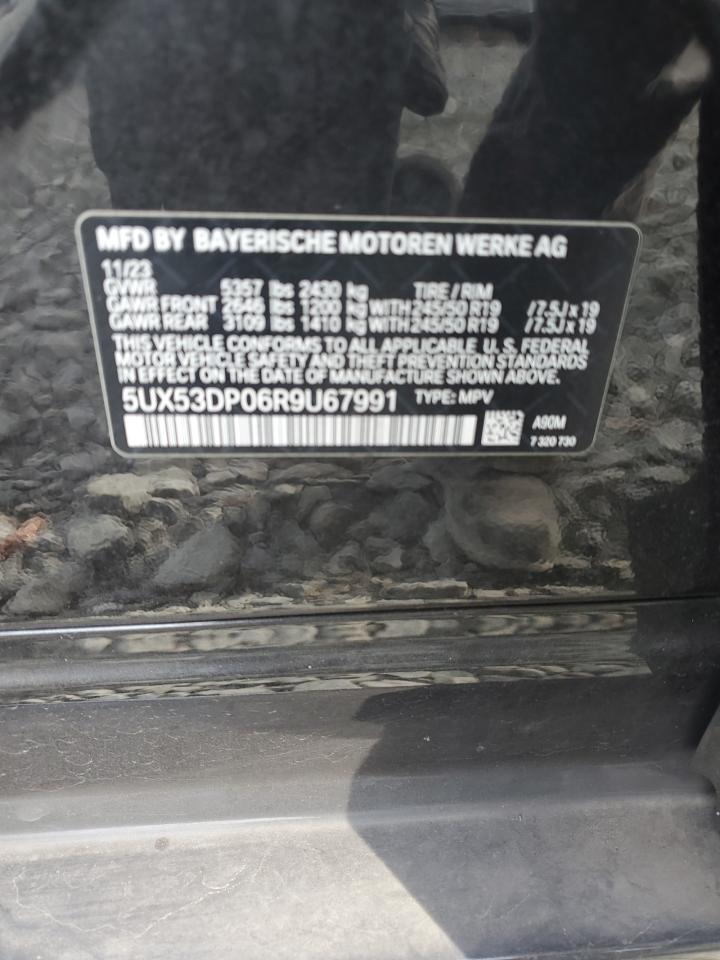 MFD BY BAYERISCHE MOTOREN WERKE AG
11/23
GVWR 5357 lbs 2430 kg TIRE / RIM
GAWR FRONT 2646 lbs 1200 kg WITH 245/50 R19 /7.5J x 19
GAWR REAR 3109 lbs 1410 kg WITH 245/50 R19 /7.5J x 19
THIS VEHICLE CONFORMS TO ALL APPLICABLE U. S. FEDERAL
MOTOR VEHICLE SAFETY AND THEFT PREVENTION STANDARDS
IN EFFECT ON THE DATE OF MANUFACTURE SHOWN ABOVE.
5UX53DP06R9U67991 TYPE: MPV
A90M
7 320 730